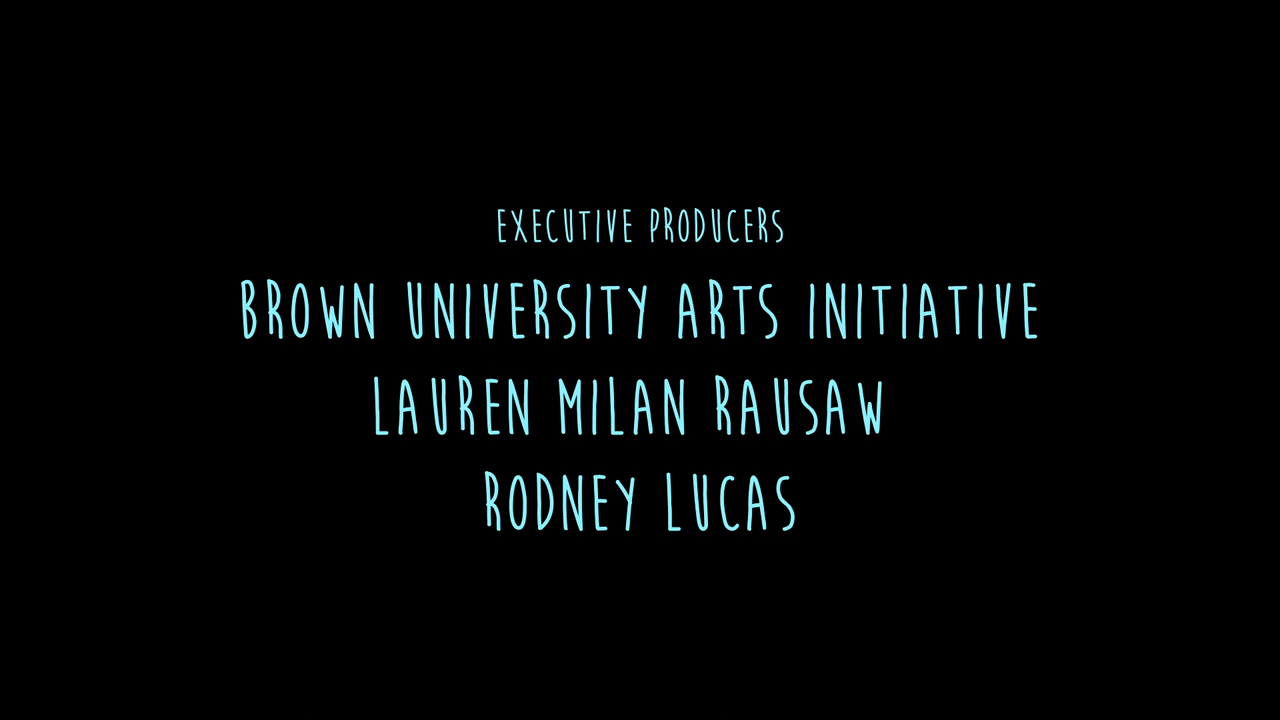 EXECUTIVE PRODUCERS
BROWN UNIVERSITY ARTS INITIATIVE
LAUREN MILAN RAUSAW
RODNEY LUCAS